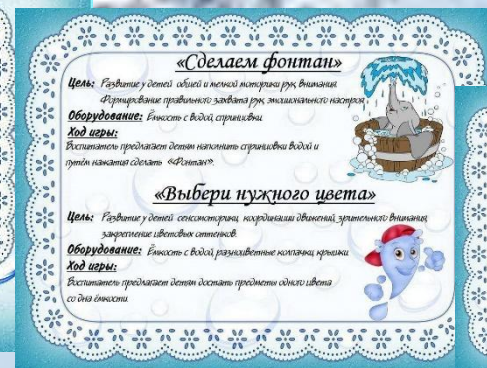 «Сделаем фонтан»
Цель: Развитие у детей общей и мелкой моторики рук, внимания.
Формирование правильного захвата рук, эмоционального настроя
Оборудование: Ёмкость с водой, спринцовки.
Ход игры:
Воспитатель предлагает детям наполнить спринцовки водой и
путём нажатия сделать «Фонтан».
«Выбери нужного цвета»
Цель: Развитие у детей сенсомоторики, координации движений, зрительного внимания,
закрепление цветовых оттенков.
Оборудование: Ёмкость с водой, разноцветные колпачки, крышки.
Ход игры:
Воспитатель предлагает детям достать предметы одного цвета
со дна ёмкости.